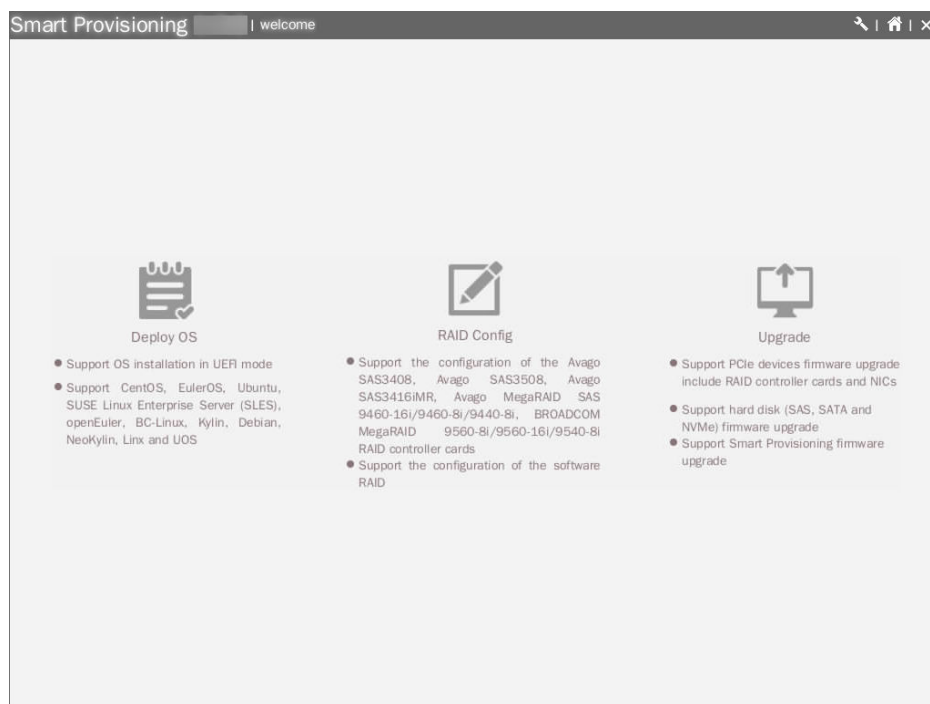 Smart Provisioning | welcome
Deploy OS
Support OS installation in UEFI mode
Support CentOS, EulerOS, Ubuntu,
SUSE Linux Enterprise Server (SLES),
openEuler, BC-Linux, Kylin, Debian,
NeoKylin, Linx and UOS
RAID Config
Support the configuration of the Avago
SAS3408, Avago SAS3508, Avago
SAS3416iMR, Avago MegaRAID SAS
9460-16i/9460-8i/9440-8i, BROADCOM
MegaRAID 9560-8i/9560-16i/9540-8i
RAID controller cards
Support the configuration of the software
RAID
Upgrade
Support PCIe devices firmware upgrade
include RAID controller cards and NICs
Support hard disk (SAS, SATA and
NVMe) firmware upgrade
Support Smart Provisioning firmware
upgrade